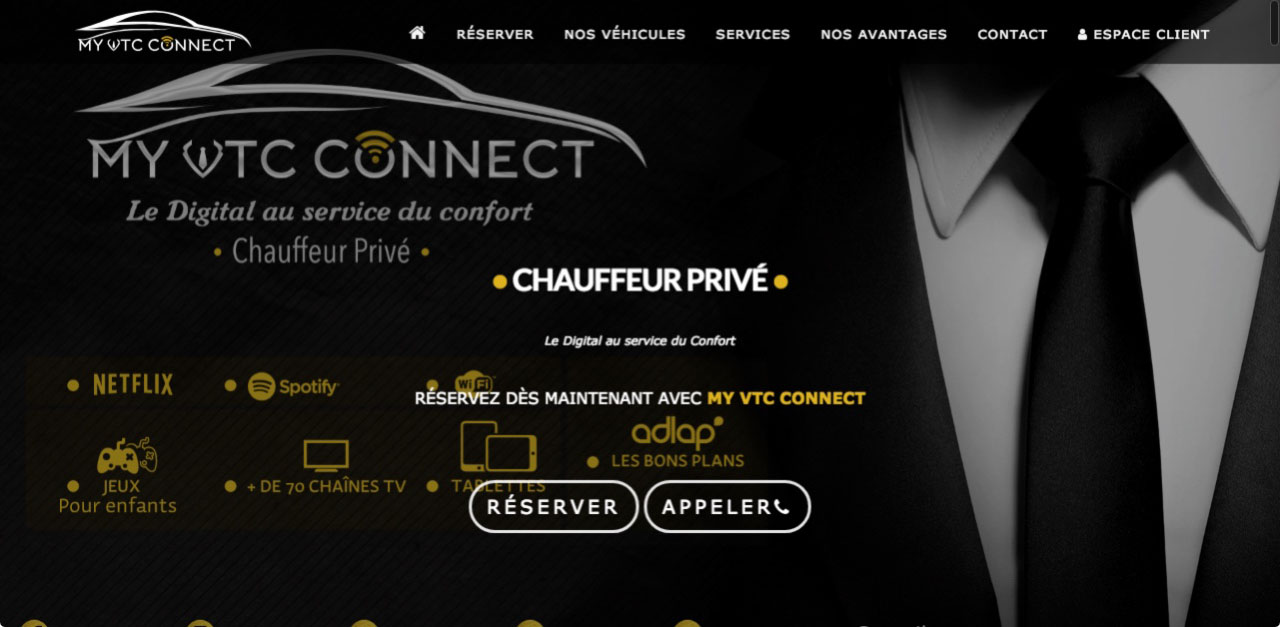 MY VTC CONNECT
RÉSERVER
NOS VÉHICULES
SERVICES
NOS AVANTAGES
CONTACT
ESPACE CLIENT
MY VTC CONNECT
Le Digital au service du confort
• Chauffeur Privé •
• CHAUFFEUR PRIVÉ •
Le Digital au service du Confort
• NETFLIX
• Spotify
• WiFi
RÉSERVEZ DÈS MAINTENANT AVEC MY VTC CONNECT
• JEUX
Pour enfants
• + DE 70 CHAÎNES TV
• TABLETTES
adlap
• LES BONS PLANS
RÉSERVER
APPELER